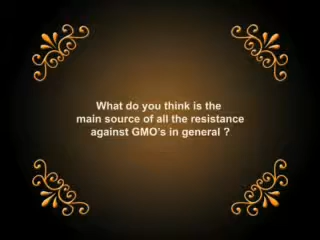 What do you think is the
main source of all the resistance
against GMO's in general ?